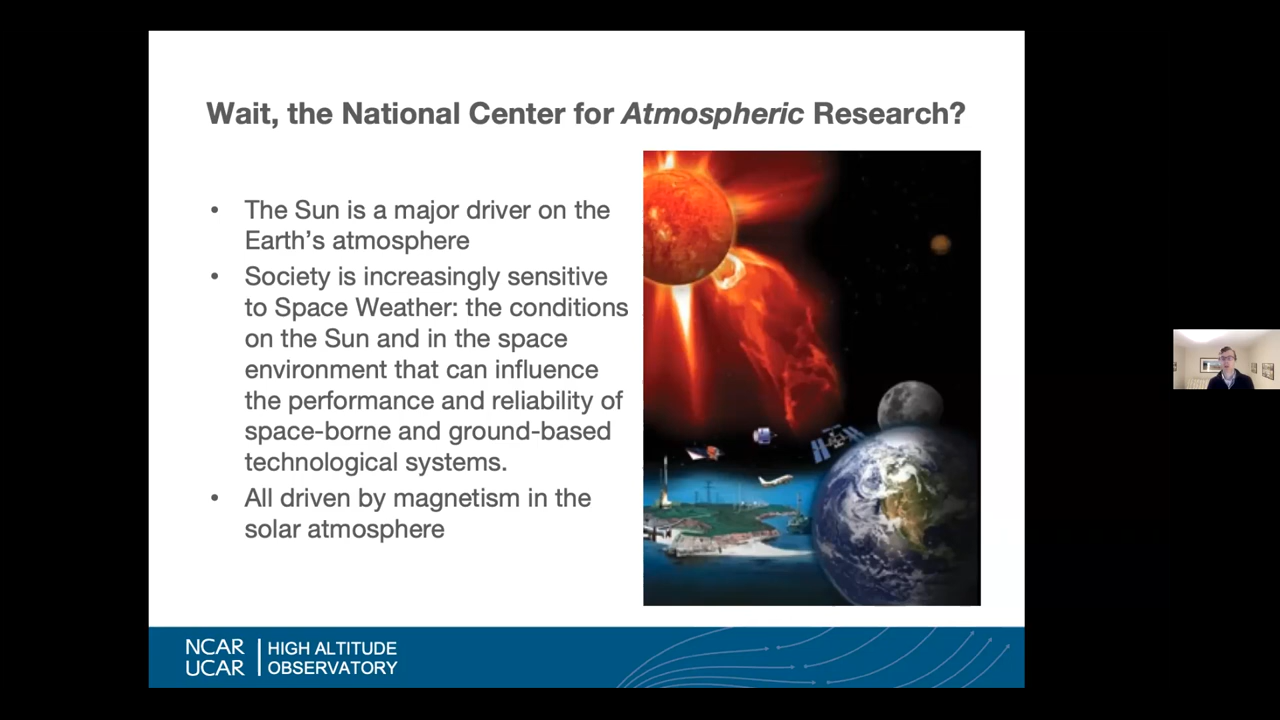 Wait, the National Center for Atmospheric Research?
• The Sun is a major driver on the
Earth’s atmosphere
• Society is increasingly sensitive
to Space Weather: the conditions
on the Sun and in the space
environment that can influence
the performance and reliability of
space-borne and ground-based
technological systems.
• All driven by magnetism in the
solar atmosphere
NCAR
UCAR
HIGH ALTITUDE
OBSERVATORY